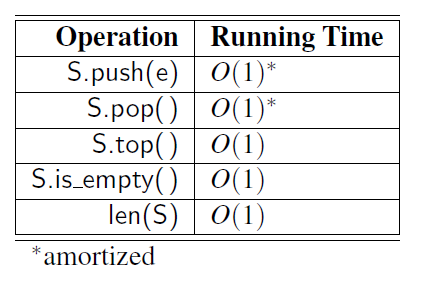 Operation Running Time
S.push(e) O(1)*
S.pop() O(1)*
S.top() O(1)
S.is_empty() O(1)
len(S) O(1)
*amortized